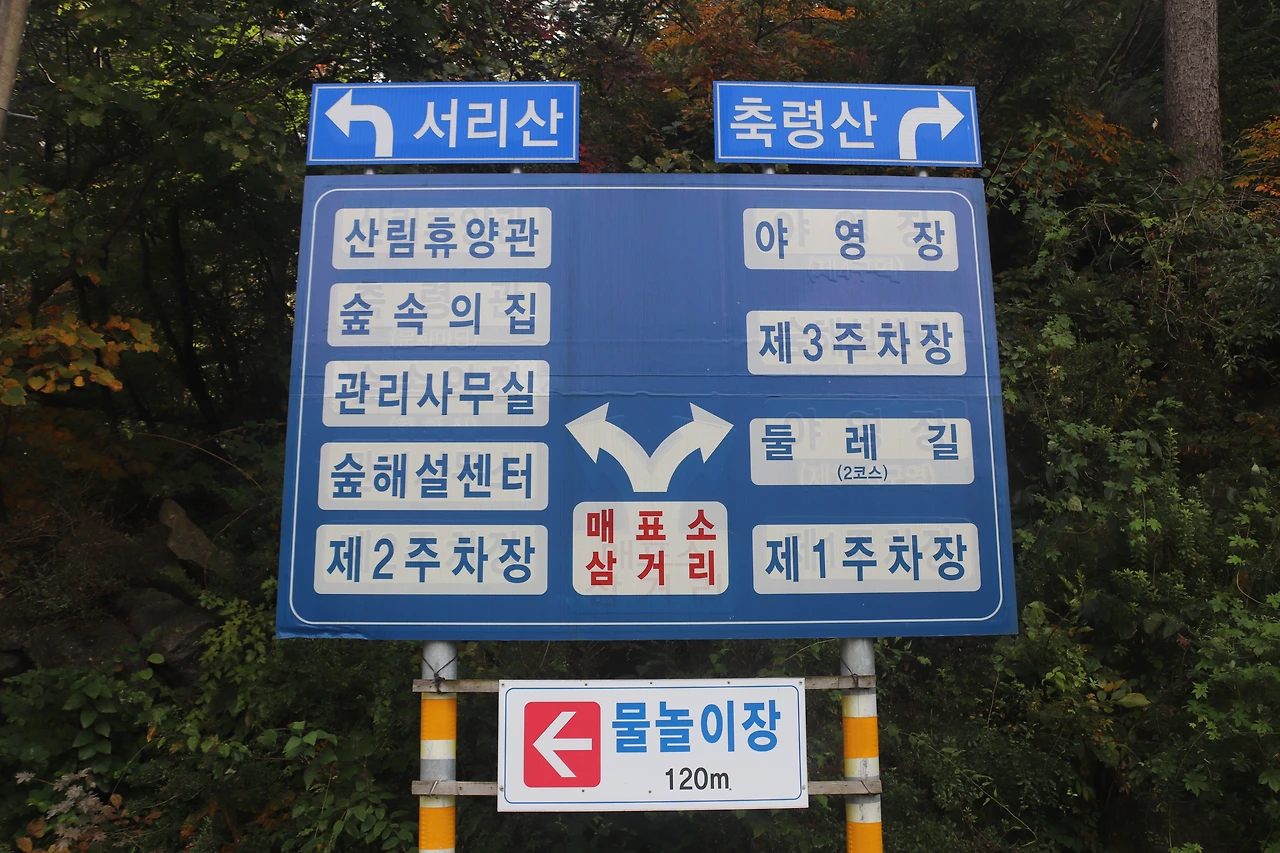 서리산
축령산
산림휴양관
숲속의집
관리사무실
숲해설센터
제2주차장
매표소
삼거리
야영장
제3주차장
둘레길
(2코스)
제1주차장
물놀이장
120m